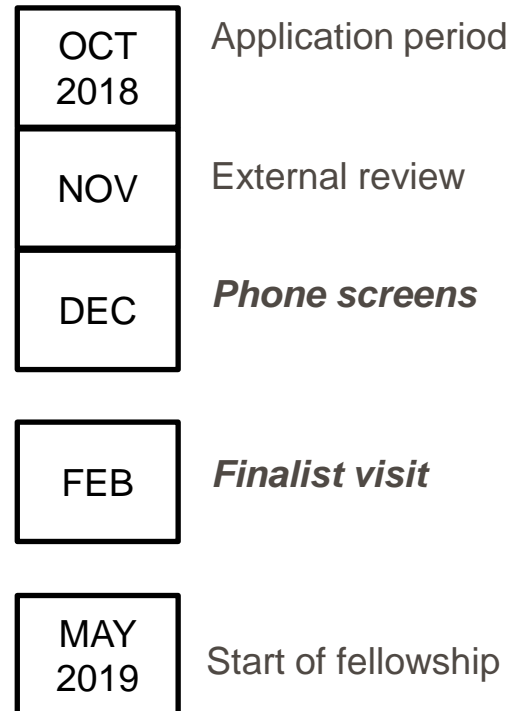 OCT
2018
Application period
NOV
External review
DEC
Phone screens
FEB
Finalist visit
MAY
2019
Start of fellowship